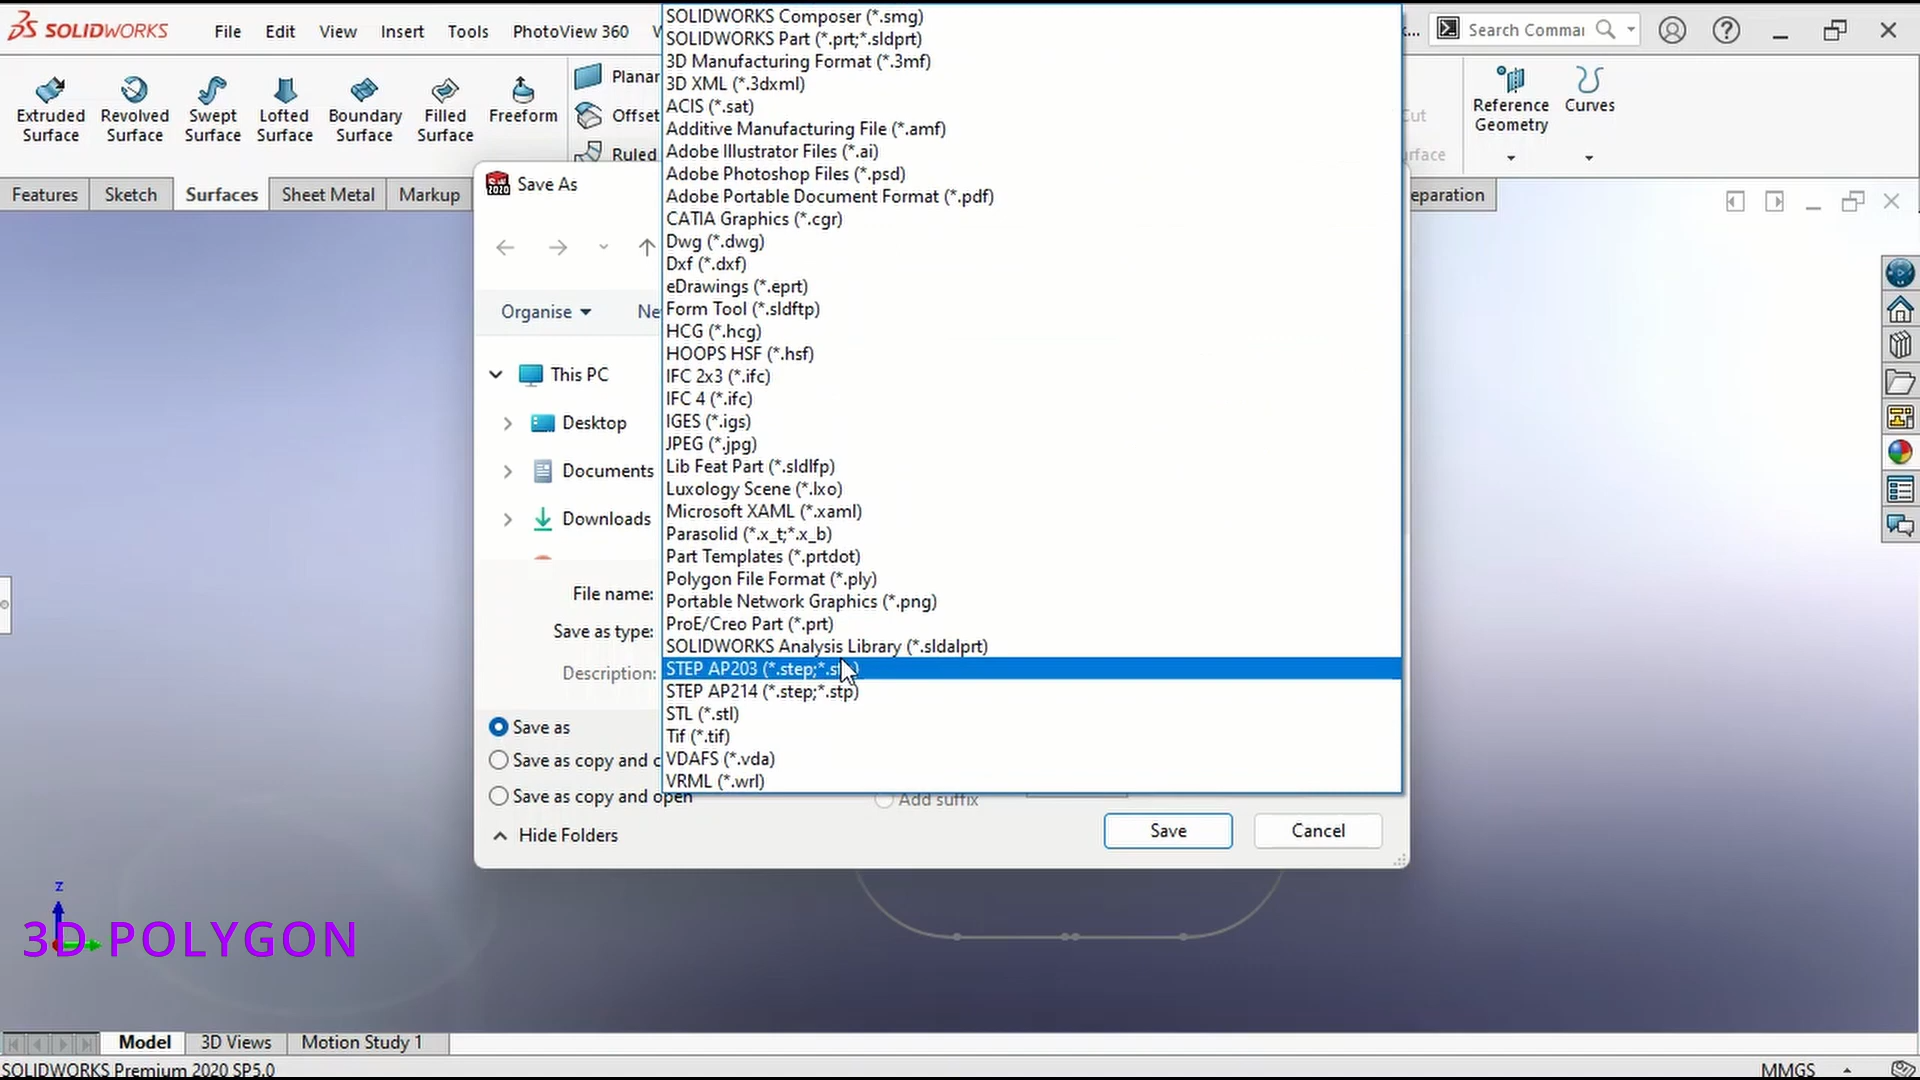 SOLIDWORKS
File
Edit
View
Insert
Tools
PhotoView 360
Search
Extruded Surface
Revolved Surface
Swept Surface
Lofted Surface
Boundary Surface
Filled Surface
Freeform
Planar
Offset
Ruled
Reference Geometry
Curves
Features
Sketch
Surfaces
Sheet Metal
Markup
Save As
Organise
This PC
Desktop
Documents
Downloads
File name:
Save as type:
Description:
Save as
Save as copy and
Save as copy and open
Add suffix
Hide Folders
Save
Cancel
SOLIDWORKS Composer (*.smg)
SOLIDWORKS Part (*.prt;*.sldprt)
3D Manufacturing Format (*.3mf)
3D XML (*.3dxml)
ACIS (*.sat)
Additive Manufacturing File (*.amf)
Adobe Illustrator Files (*.ai)
Adobe Photoshop Files (*.psd)
Adobe Portable Document Format (*.pdf)
CATIA Graphics (*.cgr)
Dwg (*.dwg)
Dxf (*.dxf)
eDrawings (*.eprt)
Form Tool (*.sldftp)
HCG (*.hcg)
HOOPS HSF (*.hsf)
IFC 2x3 (*.ifc)
IFC 4 (*.ifc)
IGES (*.igs)
JPEG (*.jpg)
Lib Feat Part (*.sldlfp)
Luxology Scene (*.lxo)
Microsoft XAML (*.xaml)
Parasolid (*.x_t;*.x_b)
Part Templates (*.prtdot)
Polygon File Format (*.ply)
Portable Network Graphics (*.png)
ProE/Creo Part (*.prt)
SOLIDWORKS Analysis Library (*.sldalprt)
STEP AP203 (*.step;*.st
STEP AP214 (*.step;*.stp)
STL (*.stl)
Tif (*.tif)
VDAFS (*.vda)
VRML (*.wrl)
z
3D POLYGON
Model
3D Views
Motion Study 1
SOLIDWORKS Premium 2020 SP5.0
MMGS